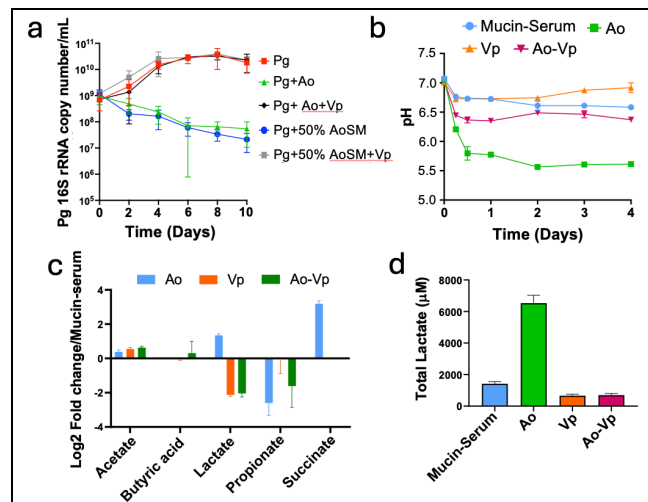 a
Pg 16S rRNA copy number/mL
10¹¹
10¹⁰
10⁹
10⁸
10⁷
10⁶
10⁵
0 2 4 6 8 10
Time (Days)
Pg
Pg+Ao
Pg+ Ao+Vp
Pg+50% AoSM
Pg+50% AoSM+Vp
b
Mucin-Serum
Ao
Vp
Ao-Vp
pH
7.5
7.0
6.5
6.0
5.5
5.0
0 1 2 3 4
Time (Days)
c
Ao Vp Ao-Vp
Log2 Fold change/Mucin-serum
4
2
0
-2
-4
Acetate
Butyric acid
Lactate
Propionate
Succinate
d
Total Lactate (μM)
8000
6000
4000
2000
0
Mucin-Serum
Ao
Vp
Ao-Vp